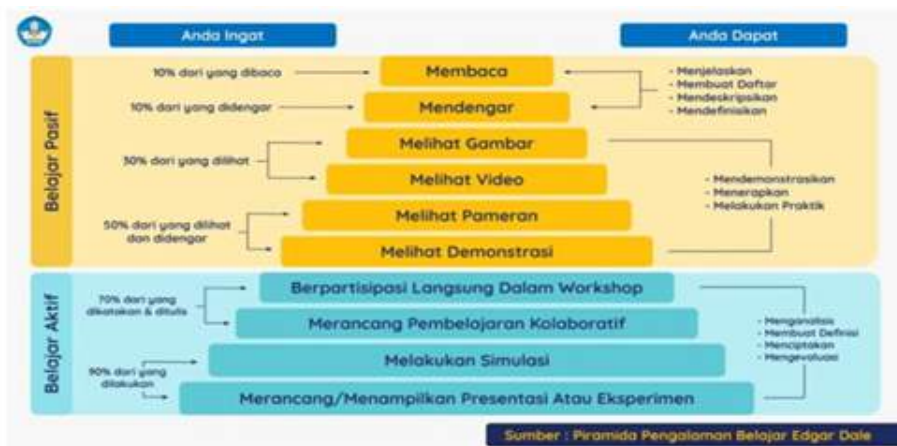 Anda Ingat
Anda Dapat
Belajar Pasif
10% dari yang dibaca
Membaca
- Menjelaskan
- Membuat Daftar
- Mendeskripsikan
- Mendefinisikan
10% dari yang didengar
Mendengar
30% dari yang dilihat
Melihat Gambar
Melihat Video
- Mendemonstrasikan
- Menerapkan
- Melakukan Praktik
50% dari yang dilihat
dan didengar
Melihat Pameran
Melihat Demonstrasi
Belajar Aktif
70% dari yang
dikatakan & ditulis
Berpartisipasi Langsung Dalam Workshop
Merancang Pembelajaran Kolaboratif
- Menganalisis
- Membuat Definisi
- Menciptakan
- Mengevaluasi
90% dari yang
dilakukan
Melakukan Simulasi
Merancang/Menampilkan Presentasi Atau Eksperimen
Sumber : Piramida Pengalaman Belajar Edgar Dale